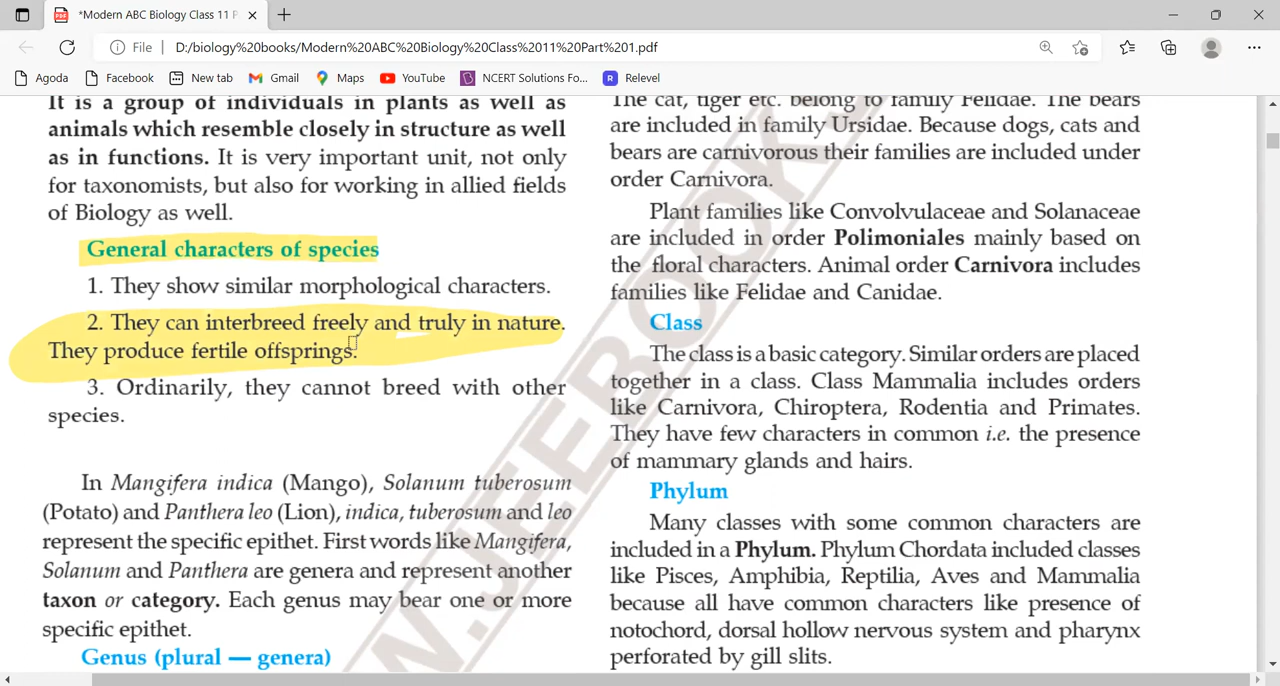 *Modern ABC Biology Class 11 P
File | D:/biology%20books/Modern%20ABC%20Biology%20Class%2011%20Part%201.pdf
Agoda Facebook New tab Gmail Maps YouTube NCERT Solutions Fo... Relevel
It is a group of individuals in plants as well as
animals which resemble closely in structure as well
as in functions. It is very important unit, not only
for taxonomists, but also for working in allied fields
of Biology as well.
General characters of species
1. They show similar morphological characters.
2. They can interbreed freely and truly in nature.
They produce fertile offsprings.
3. Ordinarily, they cannot breed with other
species.
In Mangifera indica (Mango), Solanum tuberosum
(Potato) and Panthera leo (Lion), indica, tuberosum and leo
represent the specific epithet. First words like Mangifera,
Solanum and Panthera are genera and represent another
taxon or category. Each genus may bear one or more
specific epithet.
Genus (plural — genera)
The cat, tiger etc. belong to family Felidae. The bears
are included in family Ursidae. Because dogs, cats and
bears are carnivorous their families are included under
order Carnivora.
Plant families like Convolvulaceae and Solanaceae
are included in order Polimoniales mainly based on
the floral characters. Animal order Carnivora includes
families like Felidae and Canidae.
Class
The class is a basic category. Similar orders are placed
together in a class. Class Mammalia includes orders
like Carnivora, Chiroptera, Rodentia and Primates.
They have few characters in common i.e. the presence
of mammary glands and hairs.
Phylum
Many classes with some common characters are
included in a Phylum. Phylum Chordata included classes
like Pisces, Amphibia, Reptilia, Aves and Mammalia
because all have common characters like presence of
notochord, dorsal hollow nervous system and pharynx
perforated by gill slits.
W.JEEBOOK